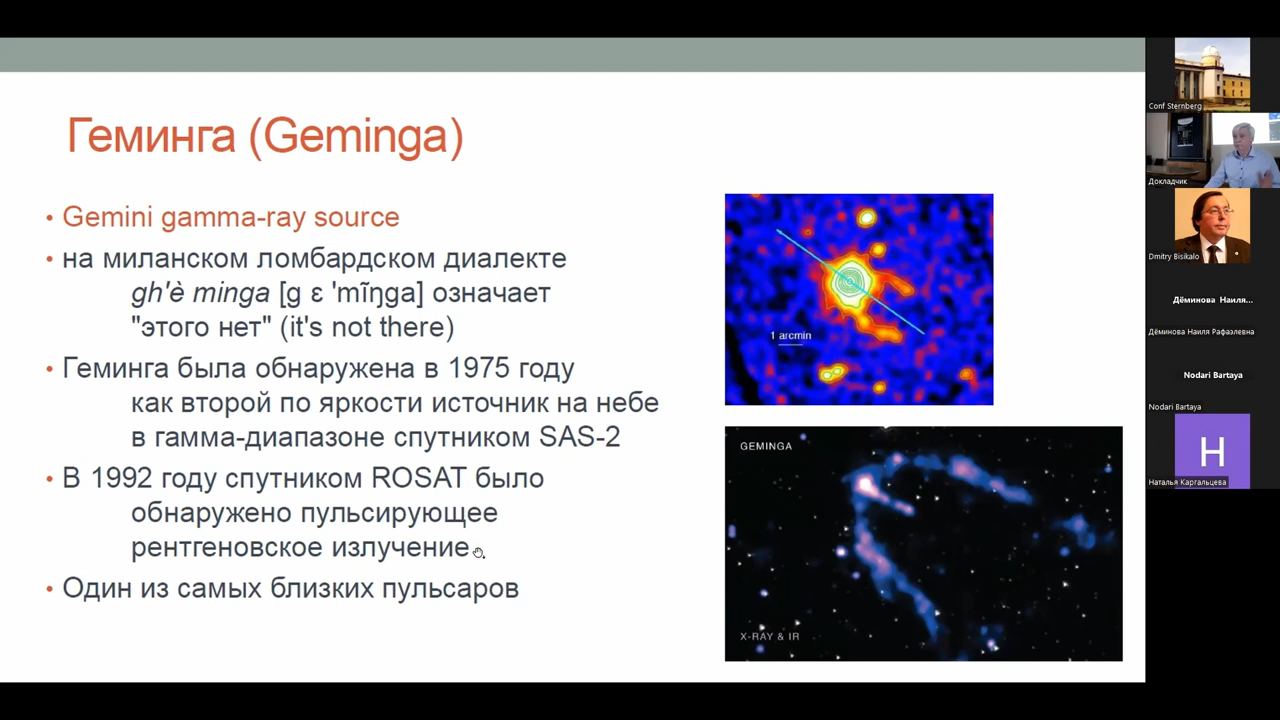 Геминга (Geminga)
Gemini gamma-ray source
на миланском ломбардском диалекте
gh'è minga [g ɛ 'mĩŋga] означает
"этого нет" (it's not there)
Геминга была обнаружена в 1975 году
как второй по яркости источник на небе
в гамма-диапазоне спутником SAS-2
В 1992 году спутником ROSAT было
обнаружено пульсирующее
рентгеновское излучение
Один из самых близких пульсаров
1 arcmin
GEMINGA
X-RAY & IR
Conf Sternberg
Докладчик
Dmitry Bisikalo
Дёминова Наиля...
Дёминова Наиля Рафаэлевна
Nodari Bartaya
Nodari Bartaya
Н
Наталья Каргальцева